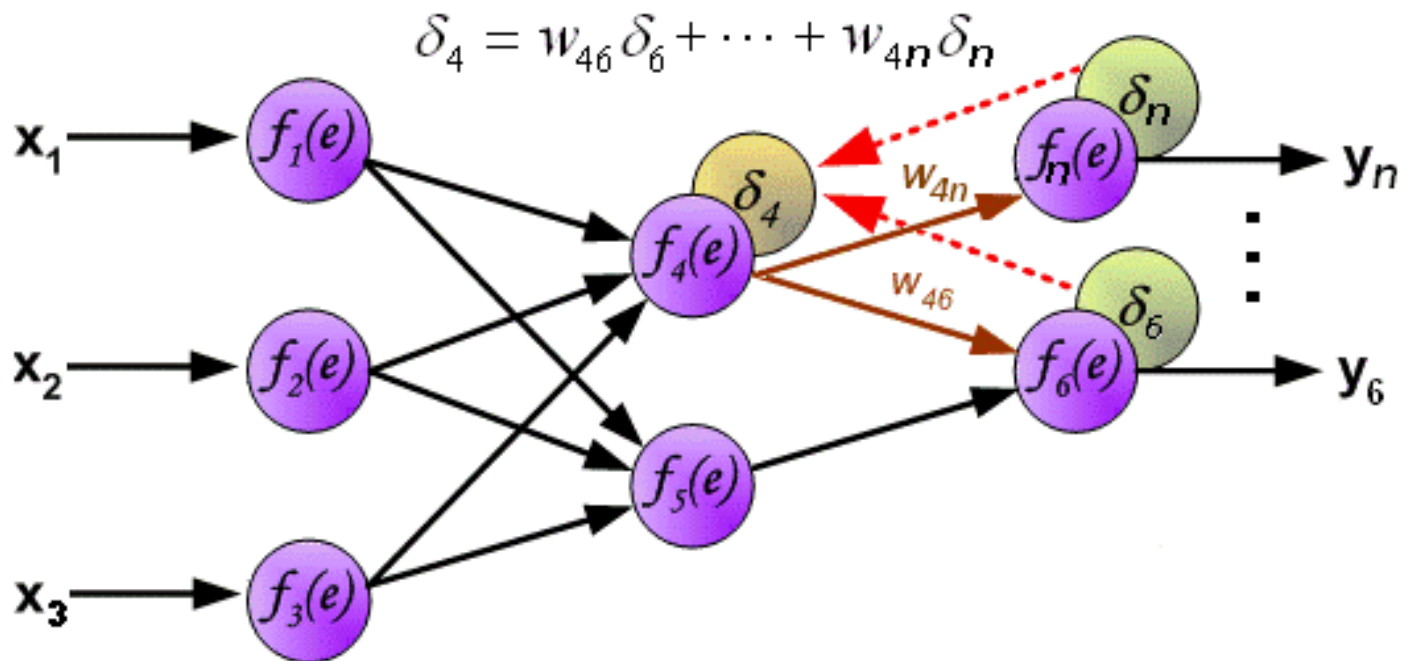 δ₄ = w₄₆δ₆ + ··· + w₄ₙδₙ
x₁
f₁(e)
x₂
f₂(e)
x₃
f₃(e)
δ₄
f₄(e)
f₅(e)
w₄ₙ
w₄₆
δₙ
fₙ(e)
yₙ
δ₆
f₆(e)
y₆